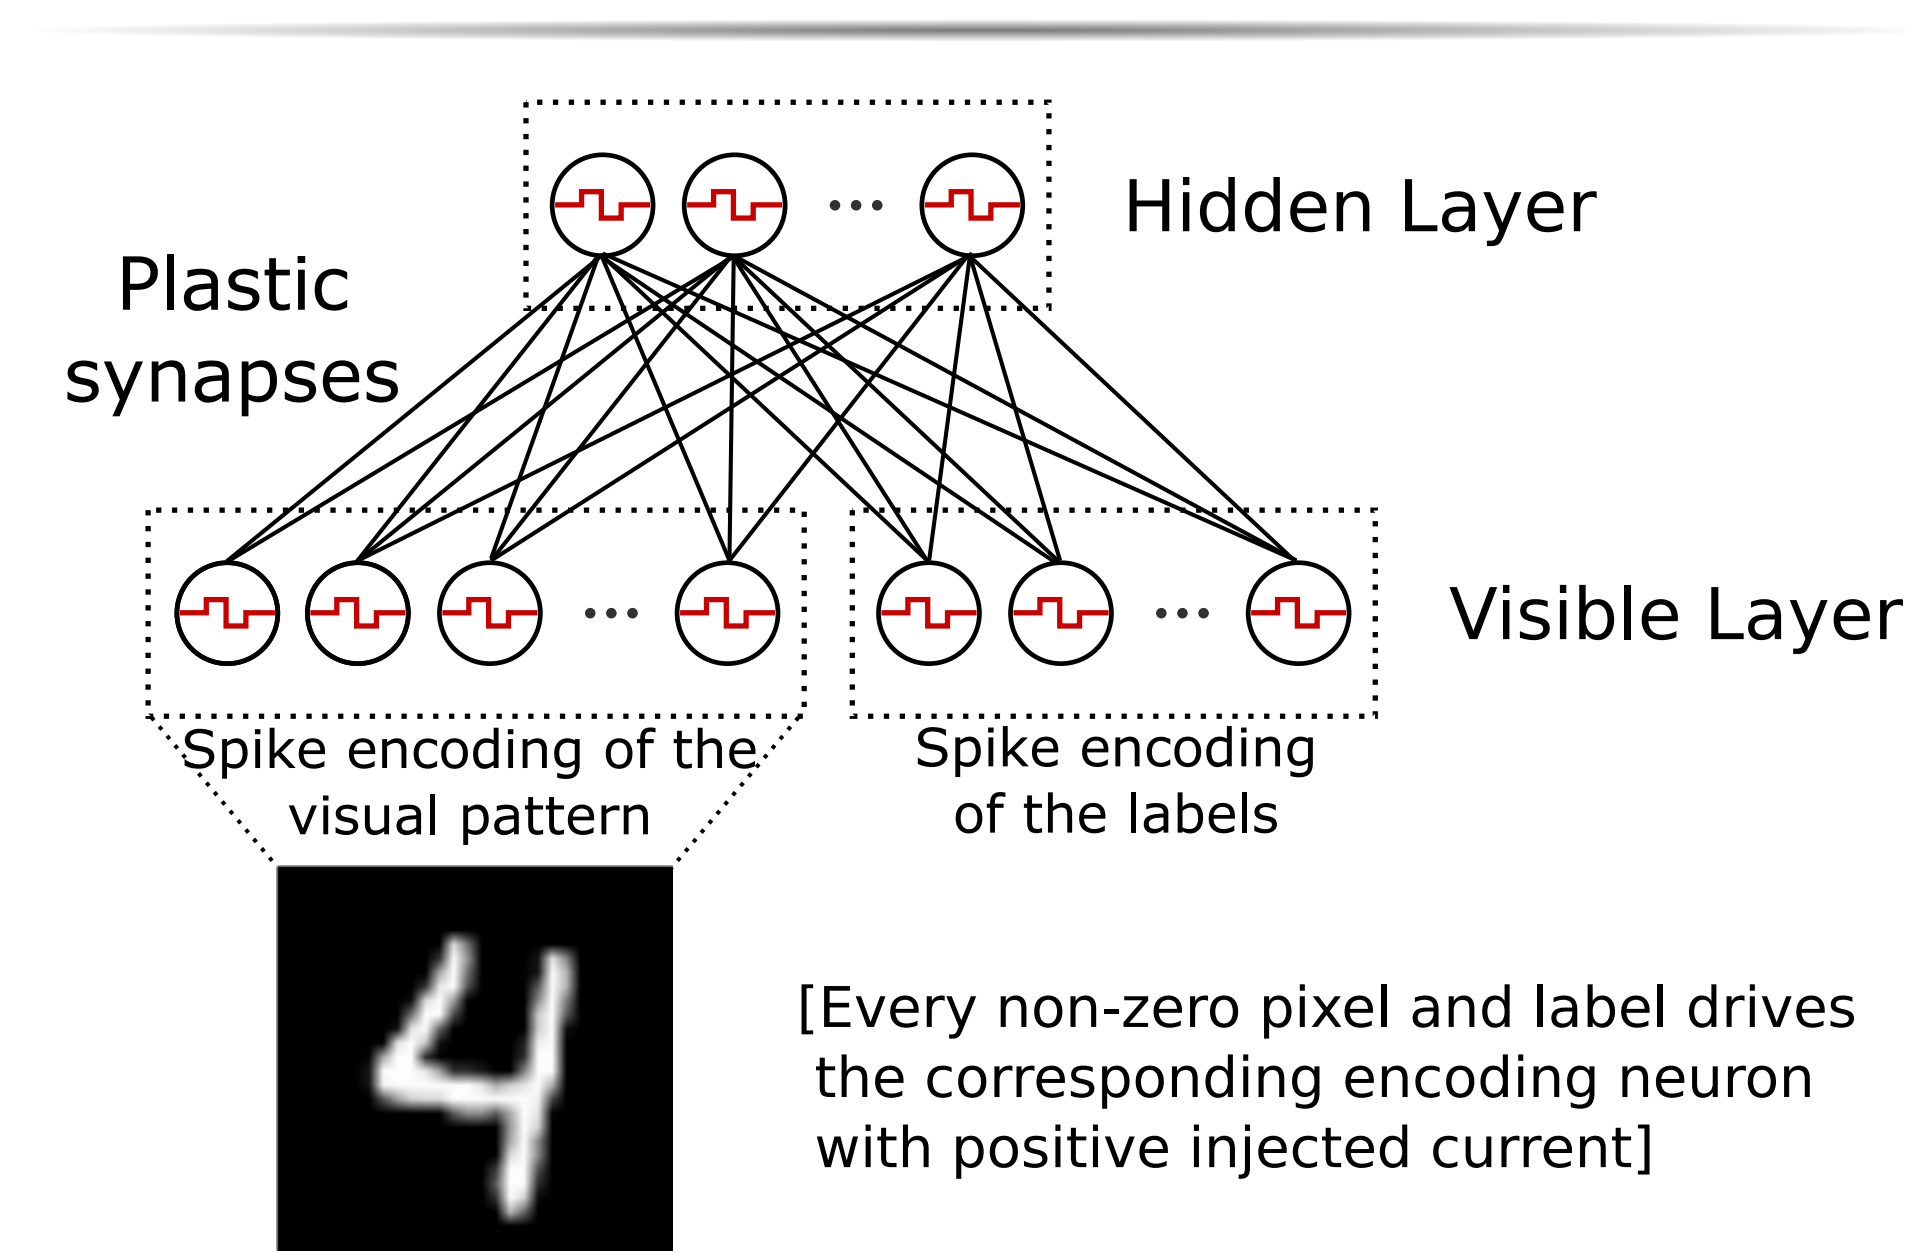 Hidden Layer
Plastic
synapses
Visible Layer
Spike encoding of the
visual pattern
Spike encoding
of the labels
4
[Every non-zero pixel and label drives
the corresponding encoding neuron
with positive injected current]